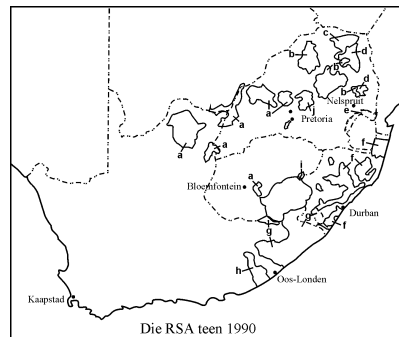 c
b
d
b
d
Nelspruit
e
a
a
i
Pretoria
f
a
a
a
i
Bloemfontein
f
g
g
Durban
f
h
Oos-Londen
Kaapstad
Die RSA teen 1990